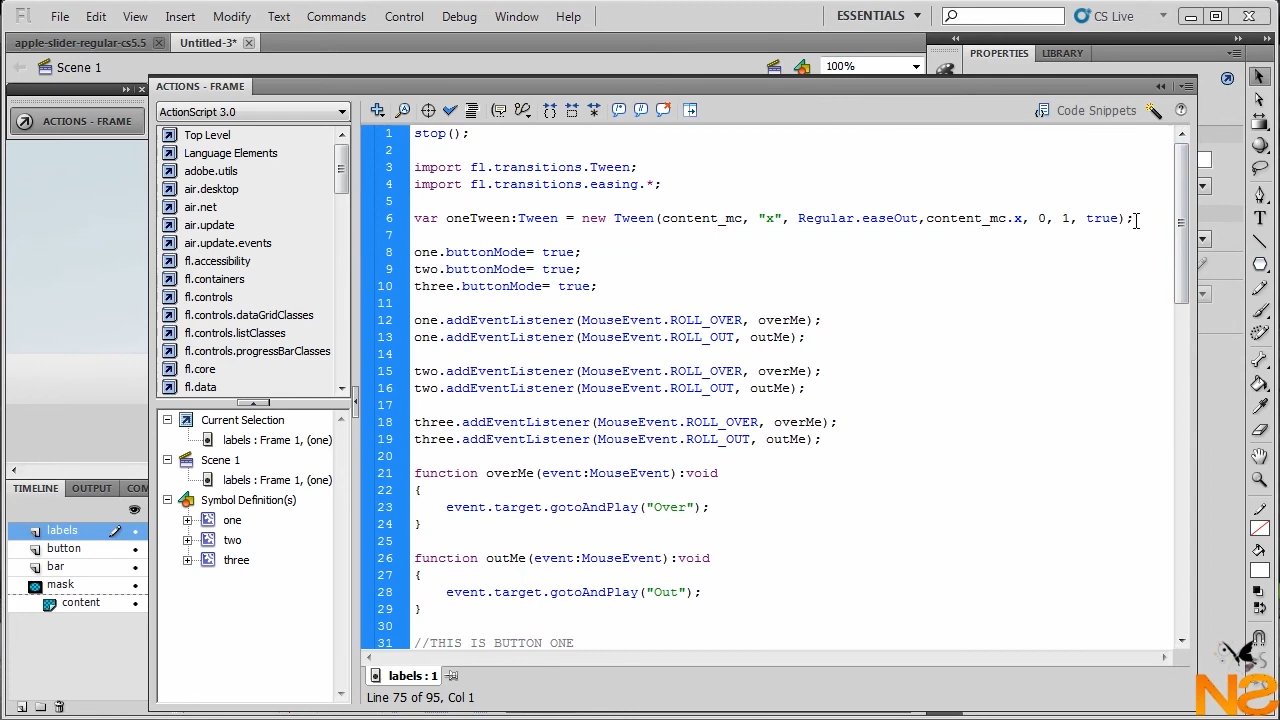 Fl File Edit View Insert Modify Text Commands Control Debug Window Help ESSENTIALS CS Live
apple-slider-regular-cs5.5 Untitled-3* PROPERTIES LIBRARY
Scene 1 100%
ACTIONS - FRAME
ActionScript 3.0 Code Snippets
ACTIONS - FRAME
Top Level
Language Elements
adobe.utils
air.desktop
air.net
air.update
air.update.events
fl.accessibility
fl.containers
fl.controls
fl.controls.dataGridClasses
fl.controls.listClasses
fl.controls.progressBarClasses
fl.core
fl.data
Current Selection
labels : Frame 1, (one)
Scene 1
labels : Frame 1, (one)
Symbol Definition(s)
one
two
three
TIMELINE OUTPUT
labels
button
bar
mask
content
1 stop();
2
3 import fl.transitions.Tween;
4 import fl.transitions.easing.*;
5
6 var oneTween:Tween = new Tween(content_mc, "x", Regular.easeOut,content_mc.x, 0, 1, true);
7
8 one.buttonMode= true;
9 two.buttonMode= true;
10 three.buttonMode= true;
11
12 one.addEventListener(MouseEvent.ROLL_OVER, overMe);
13 one.addEventListener(MouseEvent.ROLL_OUT, outMe);
14
15 two.addEventListener(MouseEvent.ROLL_OVER, overMe);
16 two.addEventListener(MouseEvent.ROLL_OUT, outMe);
17
18 three.addEventListener(MouseEvent.ROLL_OVER, overMe);
19 three.addEventListener(MouseEvent.ROLL_OUT, outMe);
20
21 function overMe(event:MouseEvent):void
22 {
23 event.target.gotoAndPlay("Over");
24 }
25
26 function outMe(event:MouseEvent):void
27 {
28 event.target.gotoAndPlay("Out");
29 }
30
31 //THIS IS BUTTON ONE
labels : 1
Line 75 of 95, Col 1
NS